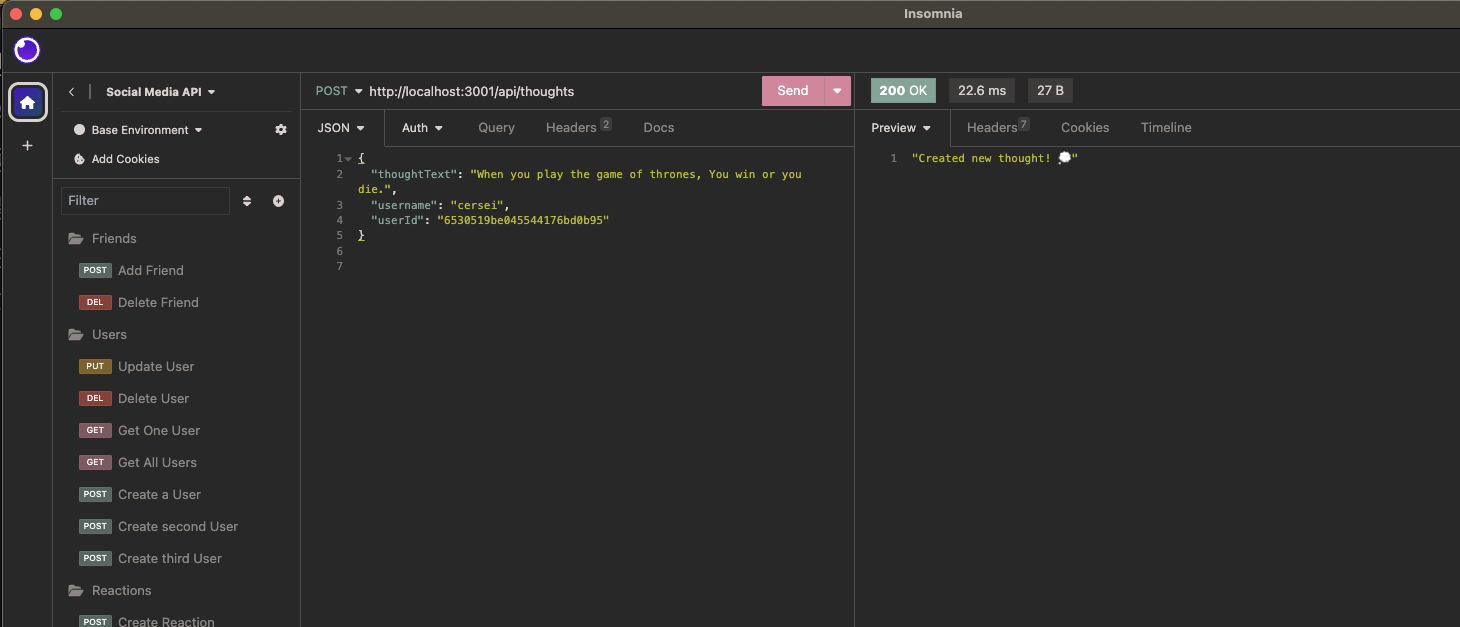 Insomnia
Social Media API
Base Environment
Add Cookies
Filter
Friends
POST Add Friend
DEL Delete Friend
Users
PUT Update User
DEL Delete User
GET Get One User
GET Get All Users
POST Create a User
POST Create second User
POST Create third User
Reactions
POST Create Reaction
POST http://localhost:3001/api/thoughts Send
JSON Auth Query Headers 2 Docs
1 {
2 "thoughtText": "When you play the game of thrones, You win or you
die.",
3 "username": "cersei",
4 "userId": "6530519be045544176bd0b95"
5 }
6
7
200 OK 22.6 ms 27 B
Preview Headers 7 Cookies Timeline
1 "Created new thought! 💭"